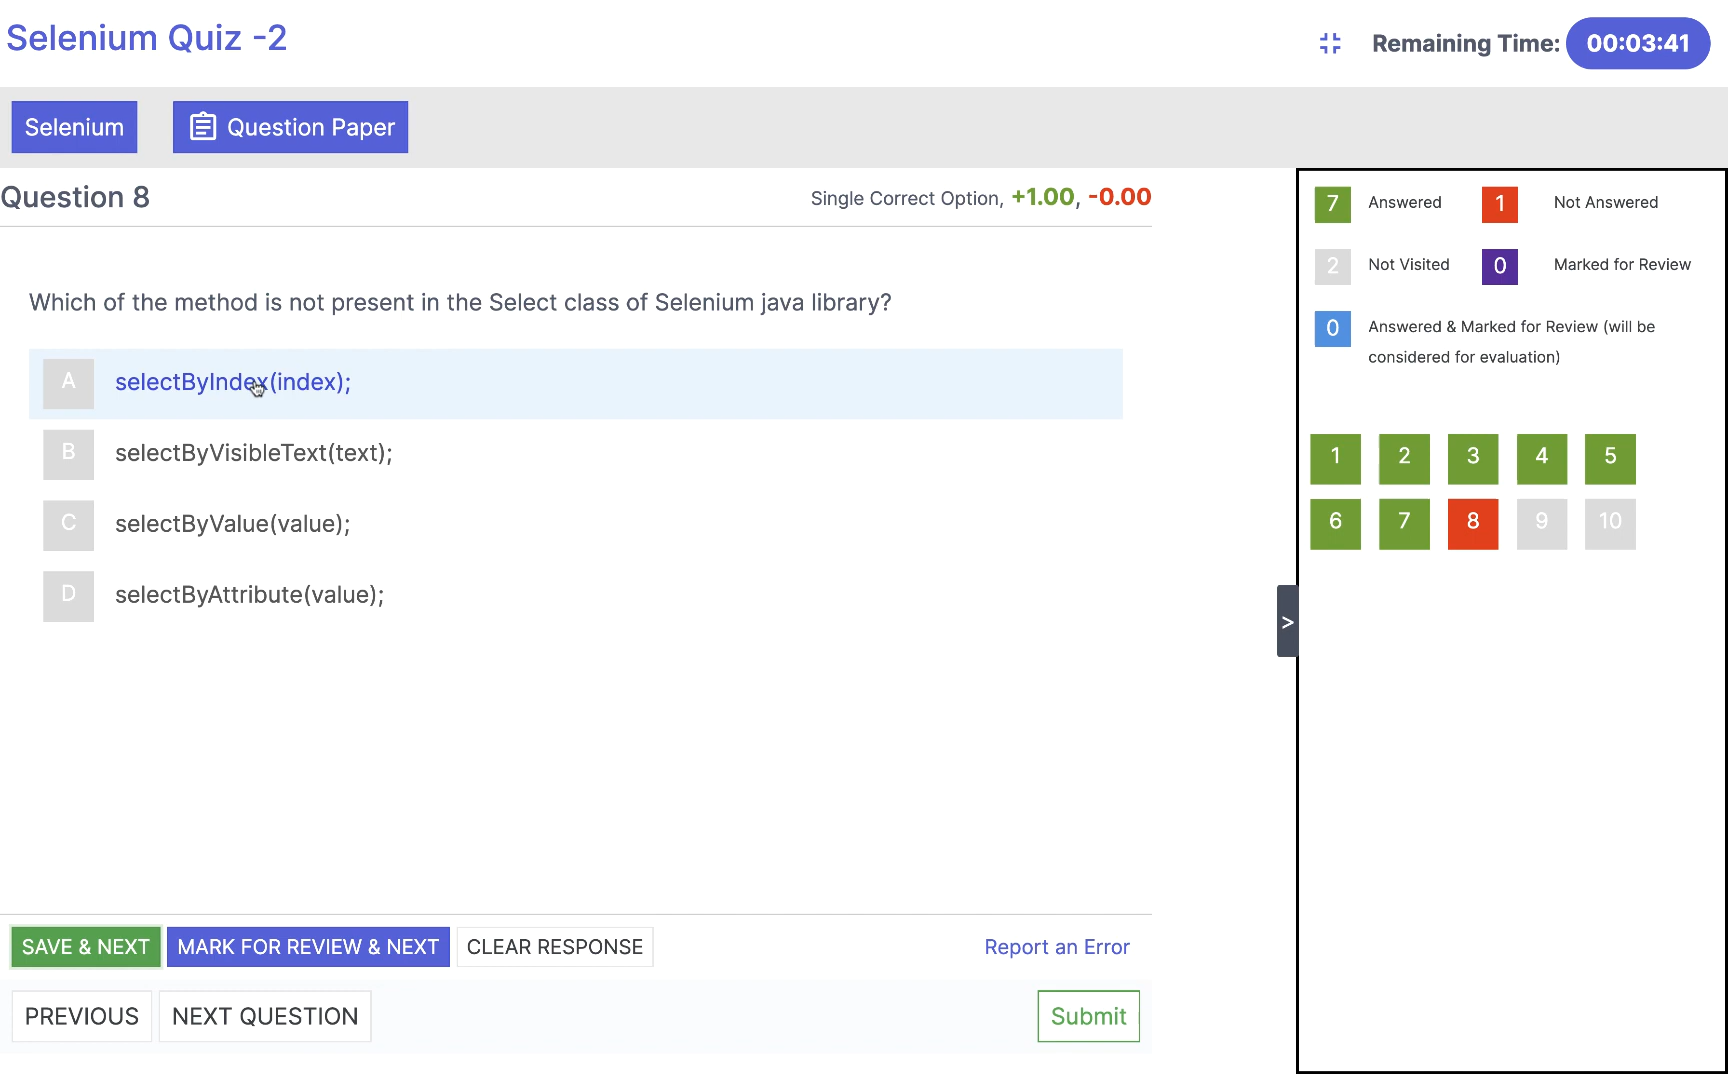 Selenium Quiz -2
Remaining Time: 00:03:41
Selenium
Question Paper
Question 8
Single Correct Option, +1.00, -0.00
Which of the method is not present in the Select class of Selenium java library?
A selectByIndex(index);
B selectByVisibleText(text);
C selectByValue(value);
D selectByAttribute(value);
SAVE & NEXT
MARK FOR REVIEW & NEXT
CLEAR RESPONSE
Report an Error
PREVIOUS
NEXT QUESTION
Submit
7 Answered
1 Not Answered
2 Not Visited
0 Marked for Review
0 Answered & Marked for Review (will be
considered for evaluation)
1 2 3 4 5
6 7 8 9 10
>